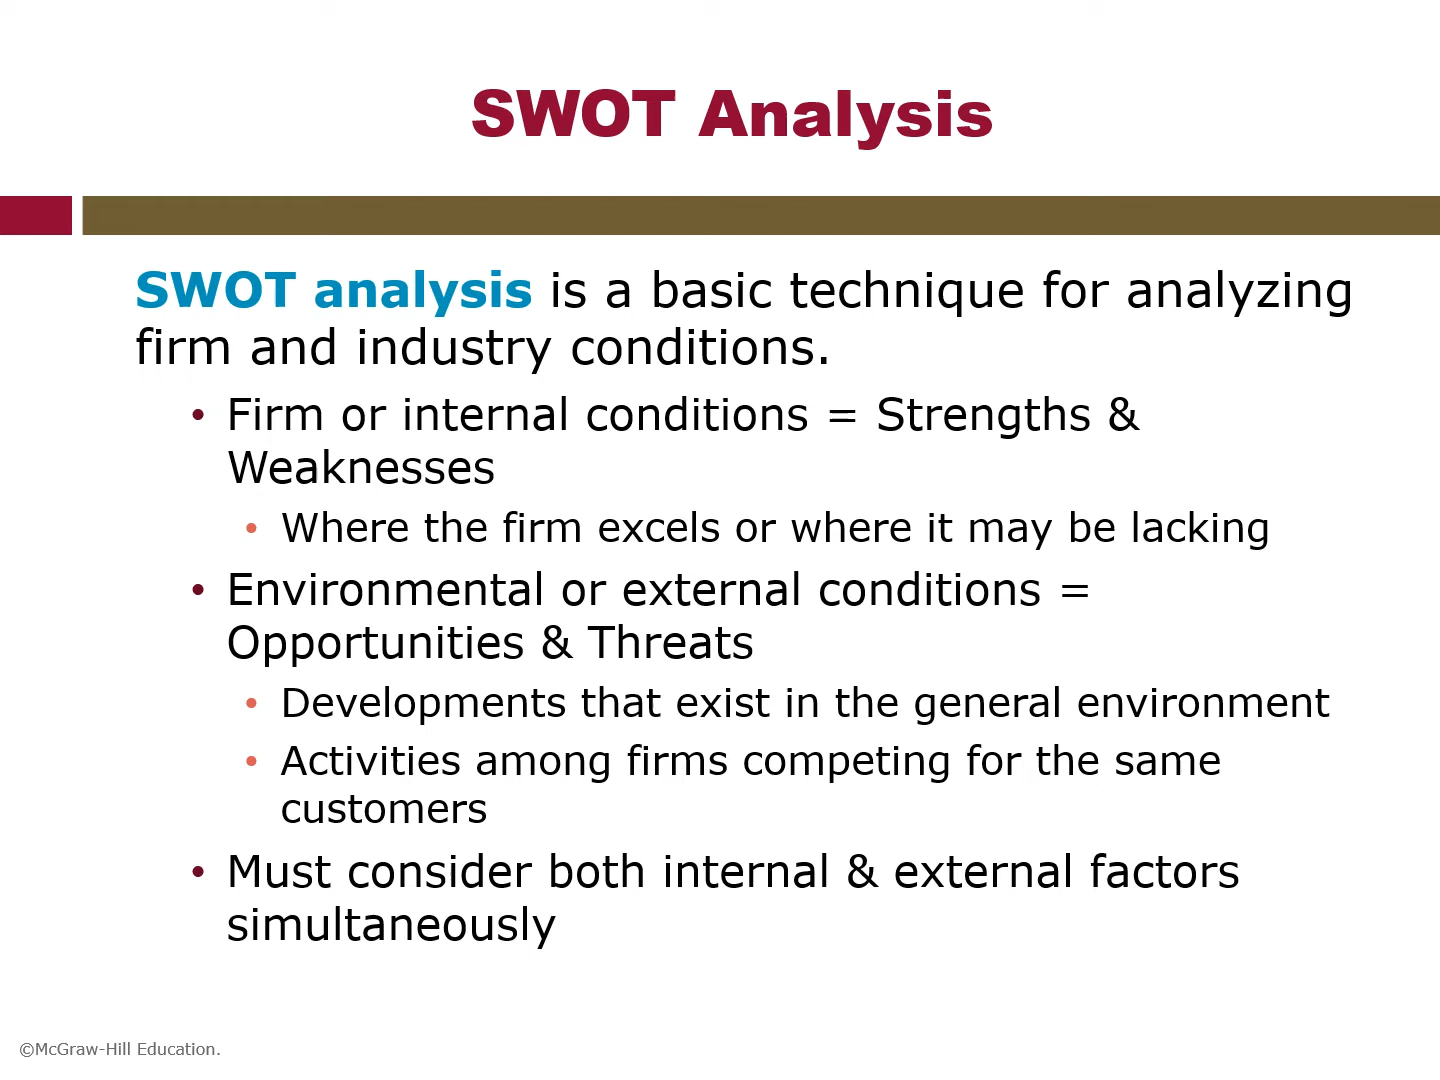 SWOT Analysis
SWOT analysis is a basic technique for analyzing
firm and industry conditions.
• Firm or internal conditions = Strengths &
Weaknesses
• Where the firm excels or where it may be lacking
• Environmental or external conditions =
Opportunities & Threats
• Developments that exist in the general environment
• Activities among firms competing for the same
customers
• Must consider both internal & external factors
simultaneously
©McGraw-Hill Education.